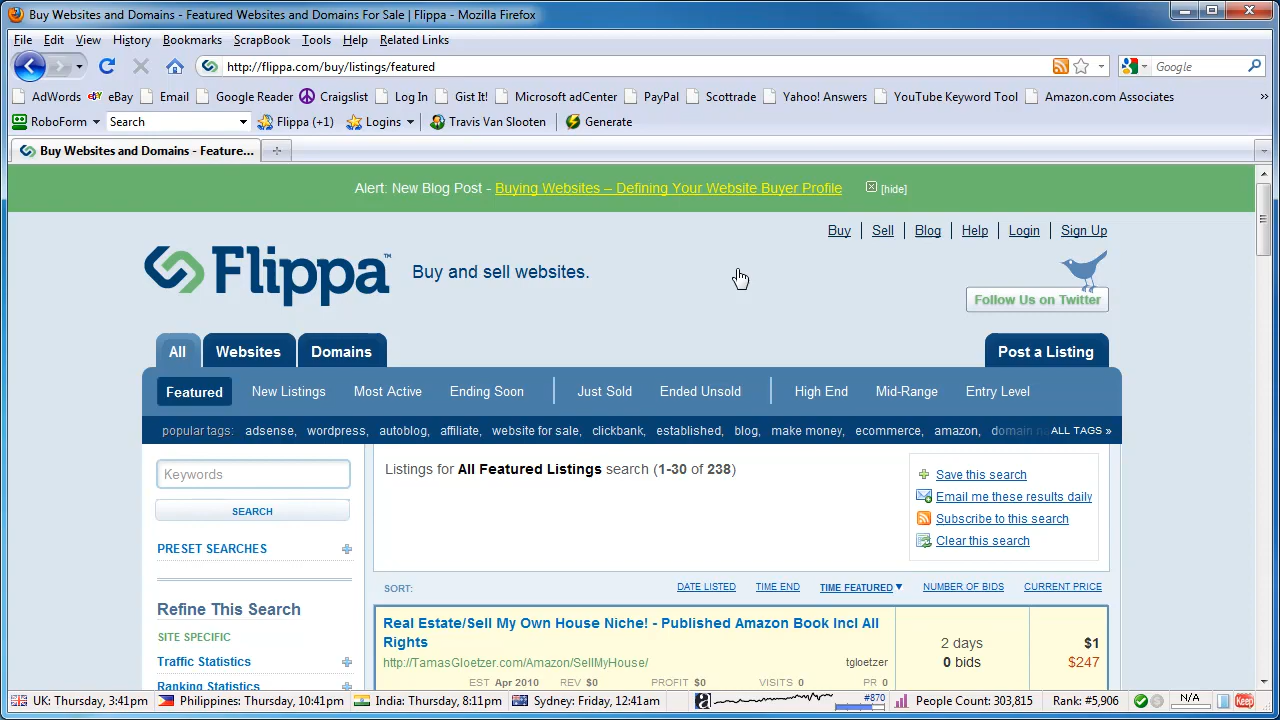 Buy Websites and Domains - Featured Websites and Domains For Sale | Flippa - Mozilla Firefox
File Edit View History Bookmarks ScrapBook Tools Help Related Links
http://flippa.com/buy/listings/featured Google
AdWords eBay Email Google Reader Craigslist Log In Gist It! Microsoft adCenter PayPal Scottrade Yahoo! Answers YouTube Keyword Tool Amazon.com Associates »
RoboForm Search Flippa (+1) Logins Travis Van Slooten Generate
Buy Websites and Domains - Feature...
Alert: New Blog Post - Buying Websites – Defining Your Website Buyer Profile [hide]
Buy Sell Blog Help Login Sign Up
Flippa™ Buy and sell websites.
Follow Us on Twitter
All Websites Domains Post a Listing
Featured New Listings Most Active Ending Soon Just Sold Ended Unsold High End Mid-Range Entry Level
popular tags: adsense, wordpress, autoblog, affiliate, website for sale, clickbank, established, blog, make money, ecommerce, amazon, domain ALL TAGS »
Keywords
Listings for All Featured Listings search (1-30 of 238)
Save this search
Email me these results daily
SEARCH
Subscribe to this search
Clear this search
PRESET SEARCHES
SORT: DATE LISTED TIME END TIME FEATURED▼ NUMBER OF BIDS CURRENT PRICE
Refine This Search
Real Estate/Sell My Own House Niche! - Published Amazon Book Incl All
Rights
2 days $1
SITE SPECIFIC
Traffic Statistics
http://TamasGloetzer.com/Amazon/SellMyHouse/ tgloetzer
0 bids $247
EST Apr 2010 REV $0 PROFIT $0 VISITS 0 PR 0
Ranking Statistics
UK: Thursday, 3:41pm Philippines: Thursday, 10:41pm India: Thursday, 8:11pm Sydney: Friday, 12:41am #870 People Count: 303,815 Rank: #5,906 N/A Keep